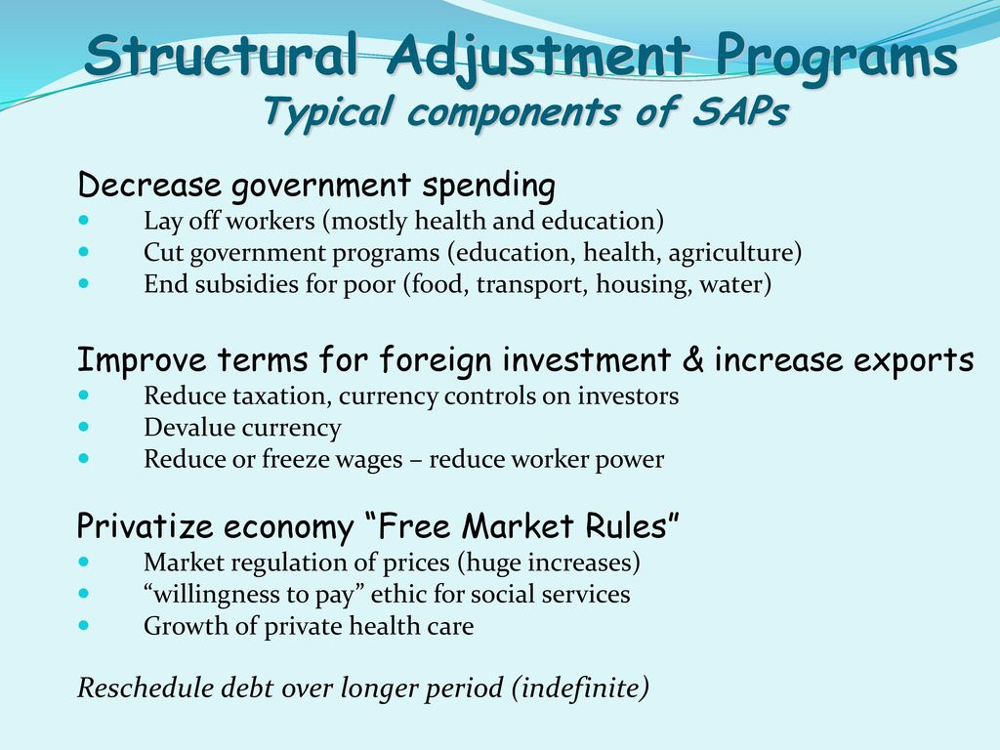 Structural Adjustment Programs
Typical components of SAPs
Decrease government spending
• Lay off workers (mostly health and education)
• Cut government programs (education, health, agriculture)
• End subsidies for poor (food, transport, housing, water)
Improve terms for foreign investment & increase exports
• Reduce taxation, currency controls on investors
• Devalue currency
• Reduce or freeze wages – reduce worker power
Privatize economy “Free Market Rules”
• Market regulation of prices (huge increases)
• “willingness to pay” ethic for social services
• Growth of private health care
Reschedule debt over longer period (indefinite)